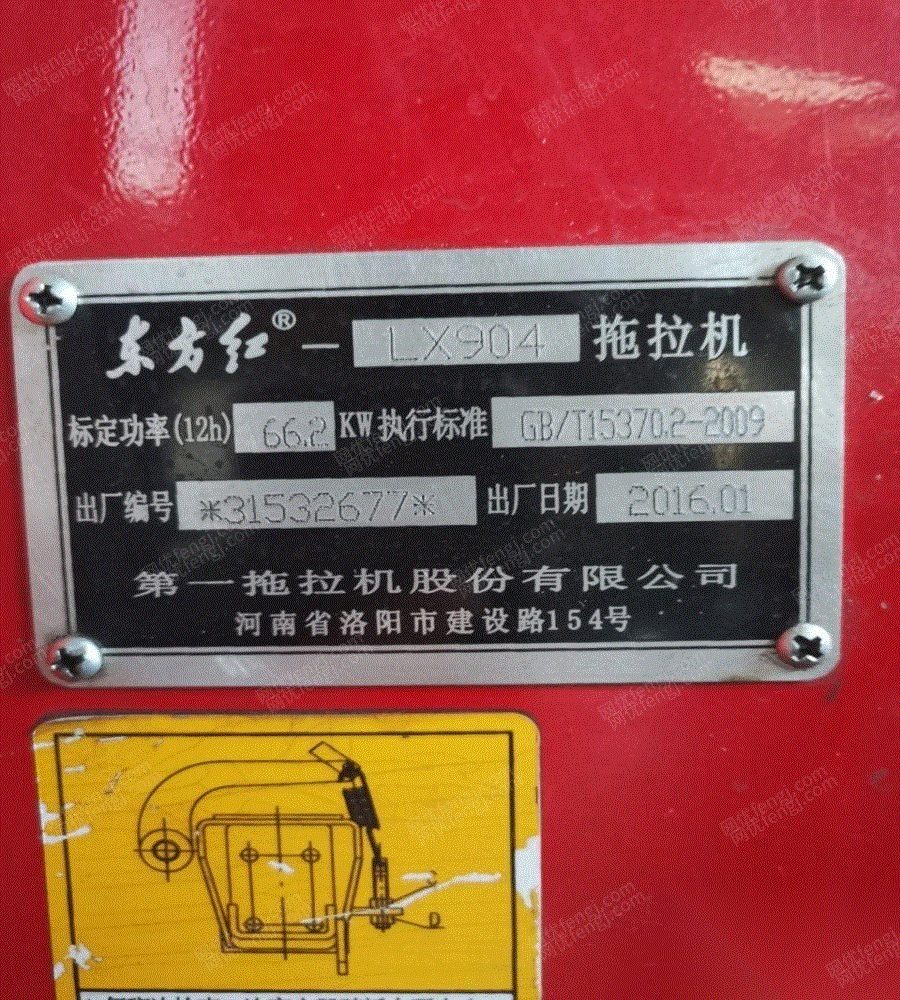 东方红®-LX904 拖拉机
标定功率(12h) 66.2 KW 执行标准 GB/T15370.2-2009
出厂编号 *31532677* 出厂日期 2016.01
第一拖拉机股份有限公司
河南省洛阳市建设路154号
S
D